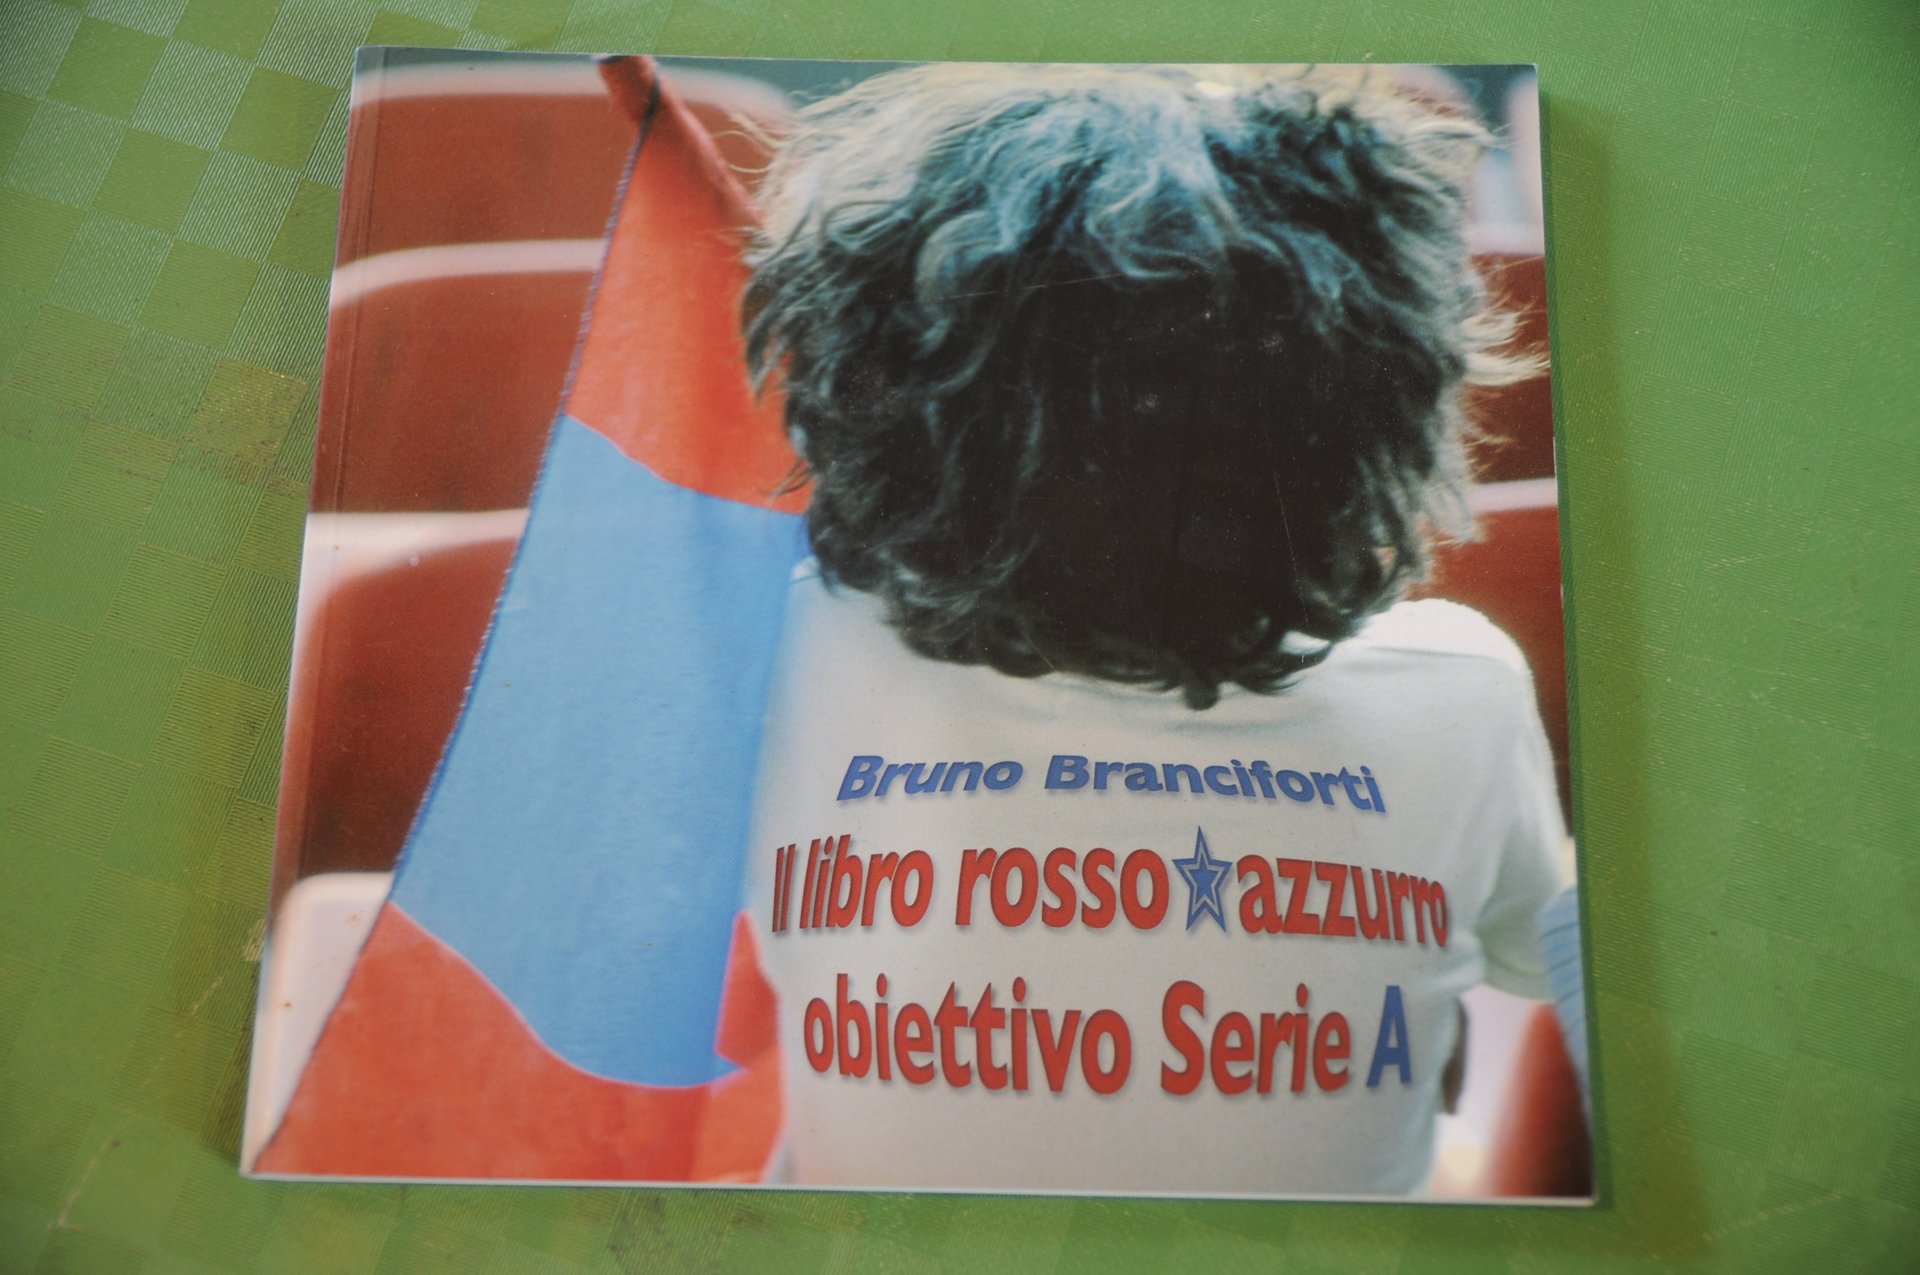 Bruno Branciforti
Il libro rosso azzurro
obiettivo Serie A